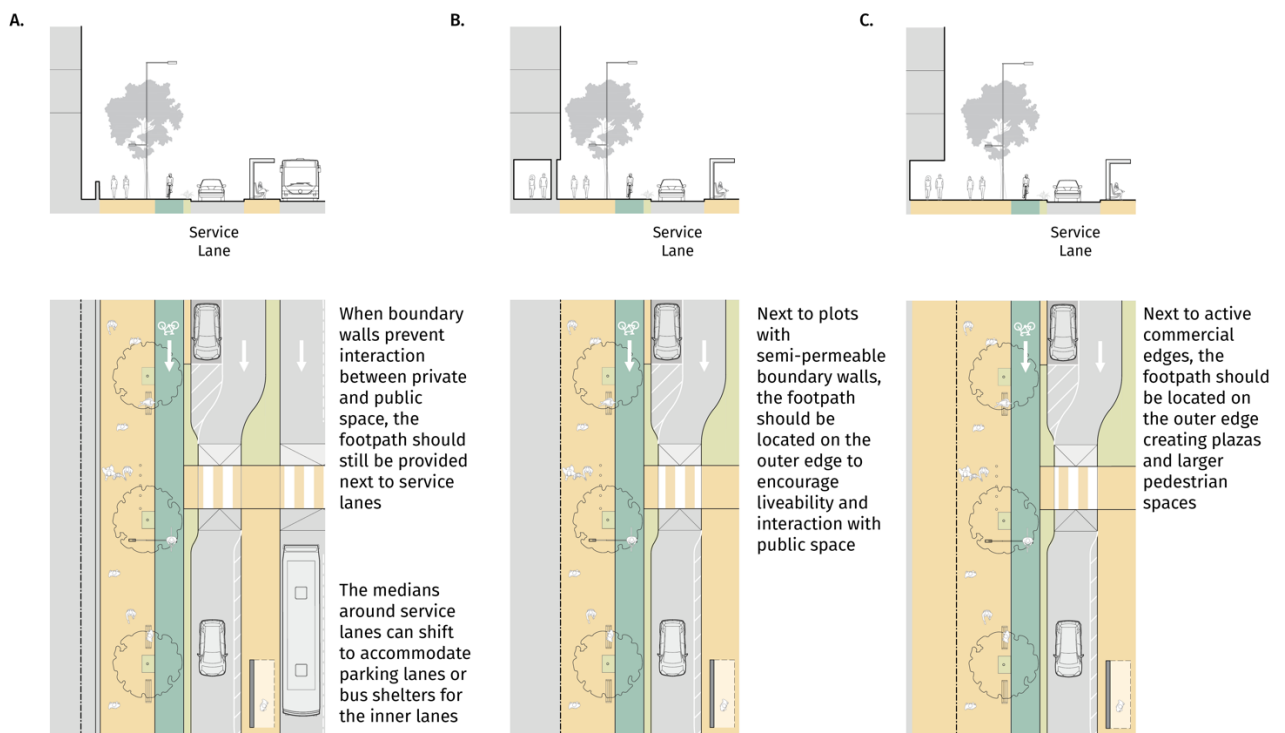 A.
Service
Lane
When boundary
walls prevent
interaction
between private
and public
space, the
footpath should
still be provided
next to service
lanes
The medians
around service
lanes can shift
to accommodate
parking lanes or
bus shelters for
the inner lanes
B.
Service
Lane
Next to plots
with
semi-permeable
boundary walls,
the footpath
should be
located on the
outer edge to
encourage
liveability and
interaction with
public space
C.
Service
Lane
Next to active
commercial
edges, the
footpath should
be located on
the outer edge
creating plazas
and larger
pedestrian
spaces